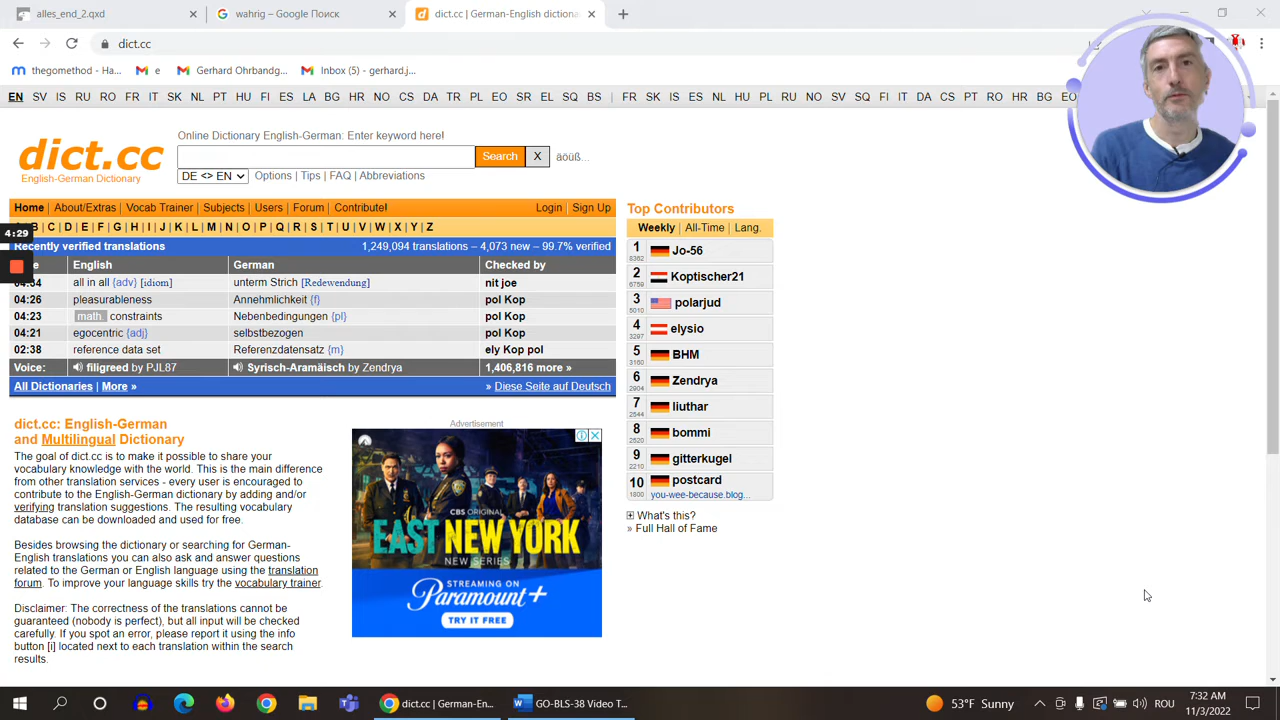 alles_end_2.qxd
wahrig – Google Поиск
dict.cc | German-English dictiona
dict.cc
thegomethod - Ha...
e
Gerhard Ohrbandg...
Inbox (5) - gerhard.j...
EN SV IS RU RO FR IT SK NL PT HU FI ES LA BG HR NO CS DA TR PL EO SR EL SQ BS | FR SK IS ES NL HU PL RU NO SV SQ FI IT DA CS PT RO HR BG EO
Online Dictionary English-German: Enter keyword here!
dict.cc
English-German Dictionary
Search X äöüß...
DE <> EN Options | Tips | FAQ | Abbreviations
Home About/Extras Vocab Trainer Subjects Users Forum Contribute! Login Sign Up
B C D E F G H I J K L M N O P Q R S T U V W X Y Z
4:29
Recently verified translations 1,249,094 translations – 4,073 new – 99.7% verified
English German Checked by
all in all {adv} [idiom] unterm Strich [Redewendung] nit joe
04:26 pleasurableness Annehmlichkeit {f} pol Kop
04:23 math. constraints Nebenbedingungen {pl} pol Kop
04:21 egocentric {adj} selbstbezogen pol Kop
02:38 reference data set Referenzdatensatz {m} ely Kop pol
Voice: filigreed by PJL87 Syrisch-Aramäisch by Zendrya 1,406,816 more »
All Dictionaries | More » » Diese Seite auf Deutsch
Top Contributors
Weekly All-Time Lang.
1 Jo-56
8362
2 Koptischer21
6759
3 polarjud
5010
4 elysio
3297
5 BHM
3160
6 Zendrya
2904
7 liuthar
2544
8 bommi
2520
9 gitterkugel
2210
10 postcard
1800 you-wee-because.blog...
What's this?
» Full Hall of Fame
dict.cc: English-German
and Multilingual Dictionary
The goal of dict.cc is to make it possible to share your
vocabulary knowledge with the world. This is the main difference
from other translation services - every user is encouraged to
contribute to the English-German dictionary by adding and/or
verifying translation suggestions. The resulting vocabulary
database can be downloaded and used for free.
Besides browsing the dictionary or searching for German-
English translations you can also ask and answer questions
related to the German or English language using the translation
forum. To improve your language skills try the vocabulary trainer.
Disclaimer: The correctness of the translations cannot be
guaranteed (nobody is perfect), but all input will be checked
carefully. If you spot an error, please report it using the info
button [i] located next to each translation within the search
results.
Advertisement
CBS ORIGINAL
EAST NEW YORK
NEW SERIES
STREAMING ON
Paramount+
TRY IT FREE
dict.cc | German-En...
GO-BLS-38 Video T...
53°F Sunny
ROU
7:32 AM
11/3/2022